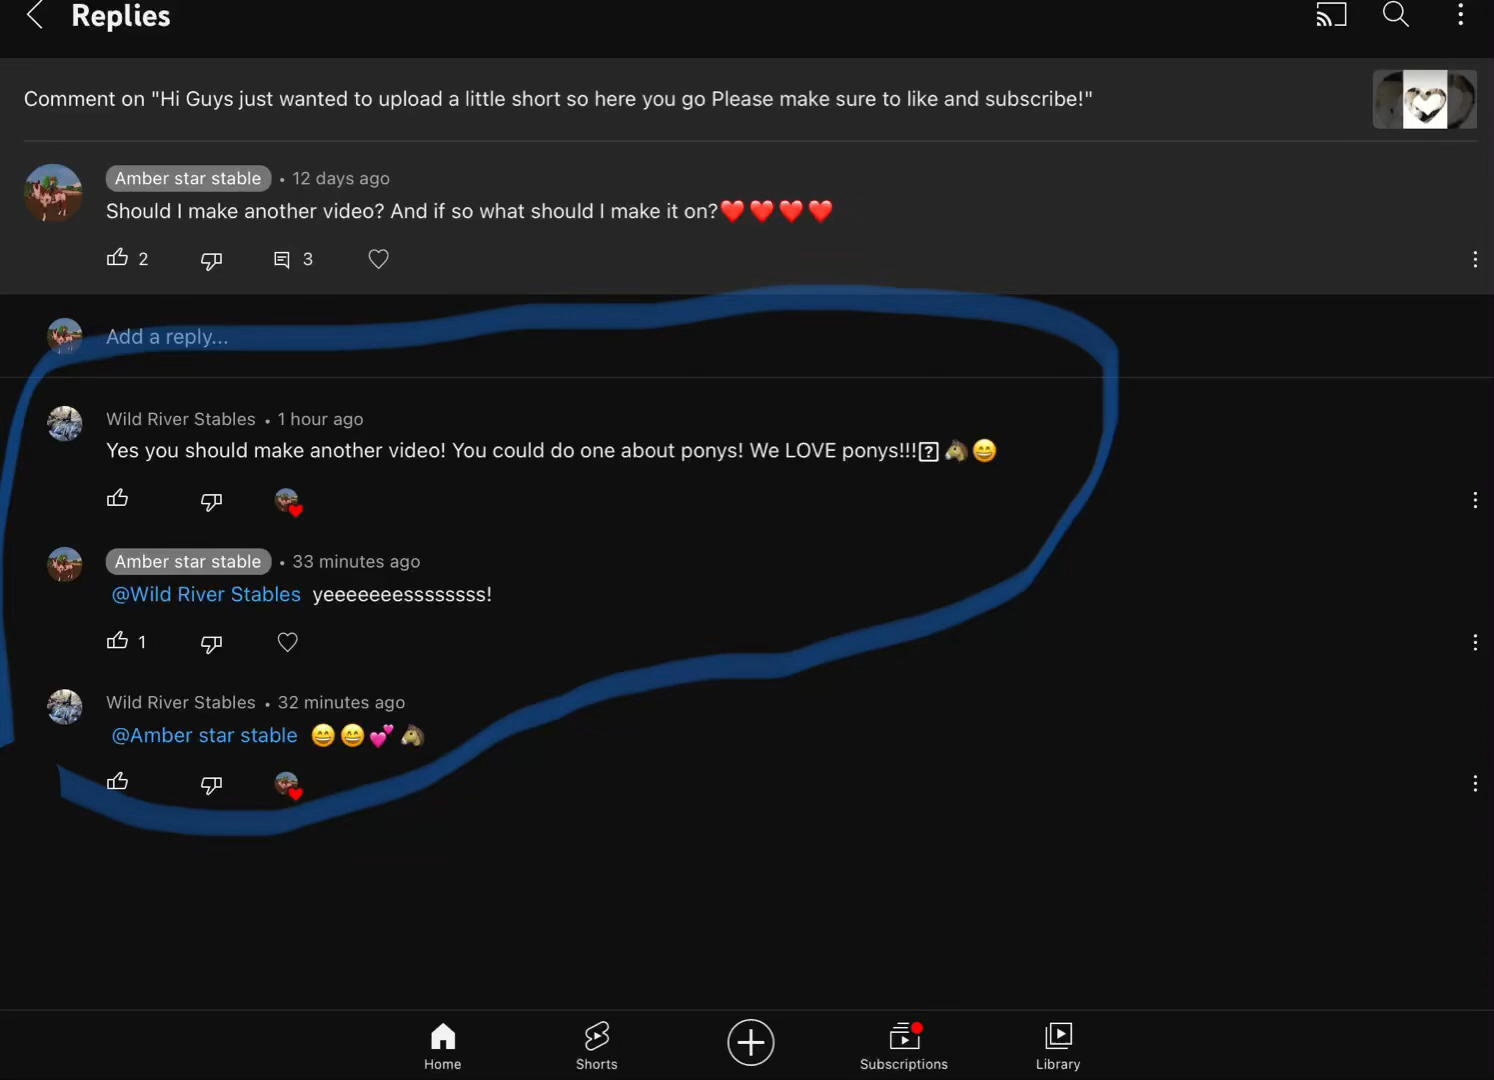 Replies
Comment on "Hi Guys just wanted to upload a little short so here you go Please make sure to like and subscribe!"
Amber star stable • 12 days ago
Should I make another video? And if so what should I make it on?❤️❤️❤️❤️
2 3
Add a reply...
Wild River Stables • 1 hour ago
Yes you should make another video! You could do one about ponys! We LOVE ponys!!!⍰🐴😄
Amber star stable • 33 minutes ago
@Wild River Stables yeeeeeeessssssss!
1
Wild River Stables • 32 minutes ago
@Amber star stable 😄😄💕🐴
Home Shorts Subscriptions Library